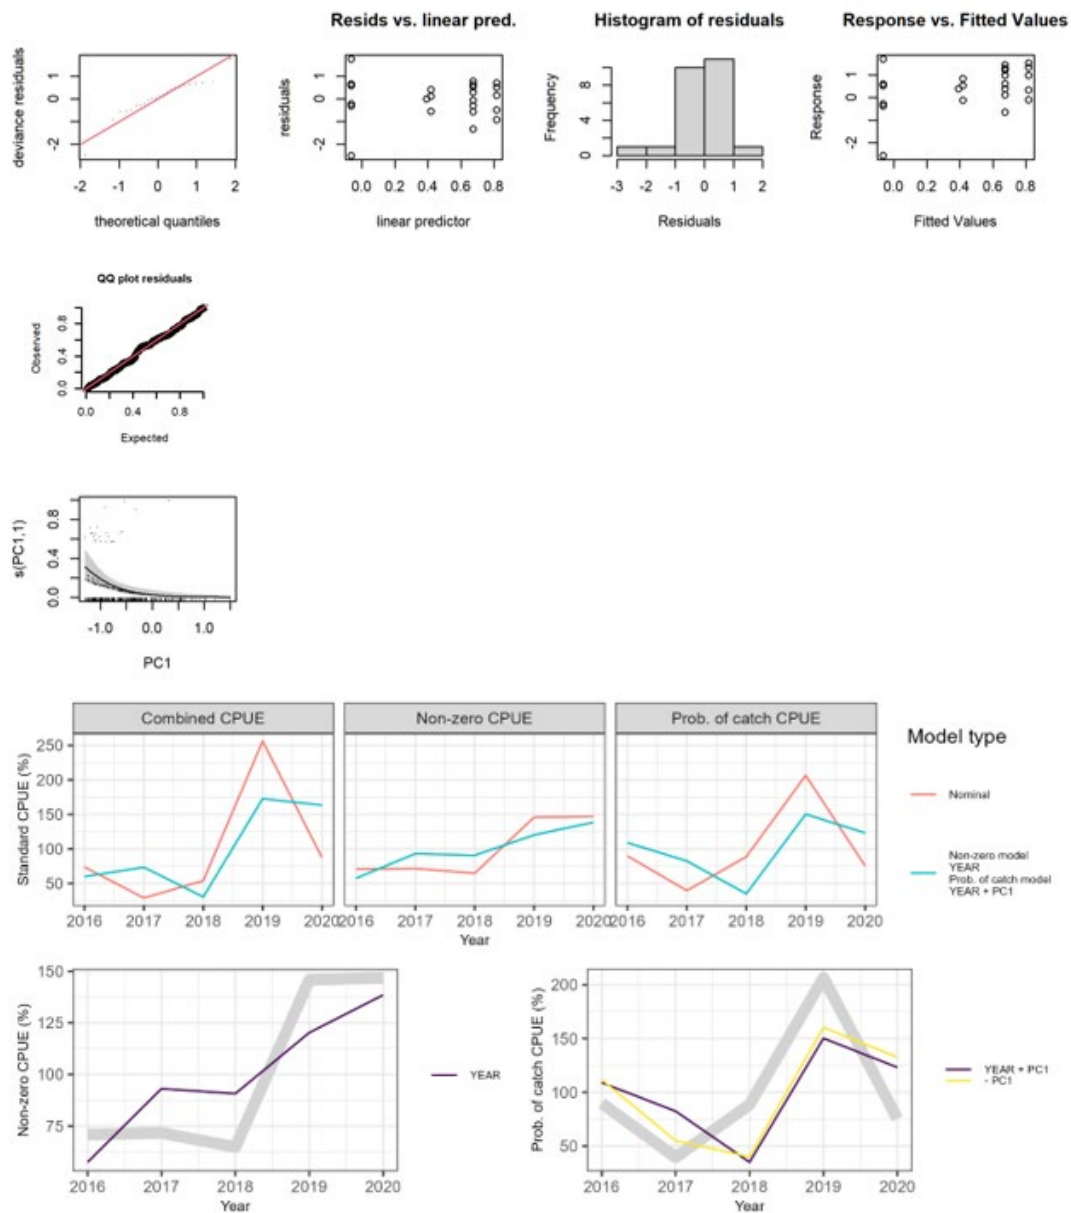 Resids vs. linear pred.
Histogram of residuals
Response vs. Fitted Values
deviance residuals
1
0
-2
-2 -1 0 1 2
theoretical quantiles
residuals
1
0
-2
0.0 0.2 0.4 0.6 0.8
linear predictor
Frequency
8
4
0
-3 -2 -1 0 1 2
Residuals
Response
1
0
-2
0.0 0.2 0.4 0.6 0.8
Fitted Values
QQ plot residuals
Observed
0.8
0.4
0.0
0.0 0.4 0.8
Expected
s(PC1,1)
0.8
0.4
0.0
-1.0 0.0 1.0
PC1
Combined CPUE
Non-zero CPUE
Prob. of catch CPUE
Standard CPUE (%)
250
200
150
100
50
2016 2017 2018 2019 2020
2016 2017 2018 2019 2020
2016 2017 2018 2019 2020
Year
Model type
Nominal
Non-zero model
YEAR
Prob. of catch model
YEAR + PC1
Non-zero CPUE (%)
150
125
100
75
2016 2017 2018 2019 2020
Year
YEAR
Prob. of catch CPUE (%)
200
150
100
50
2016 2017 2018 2019 2020
Year
YEAR + PC1
- PC1